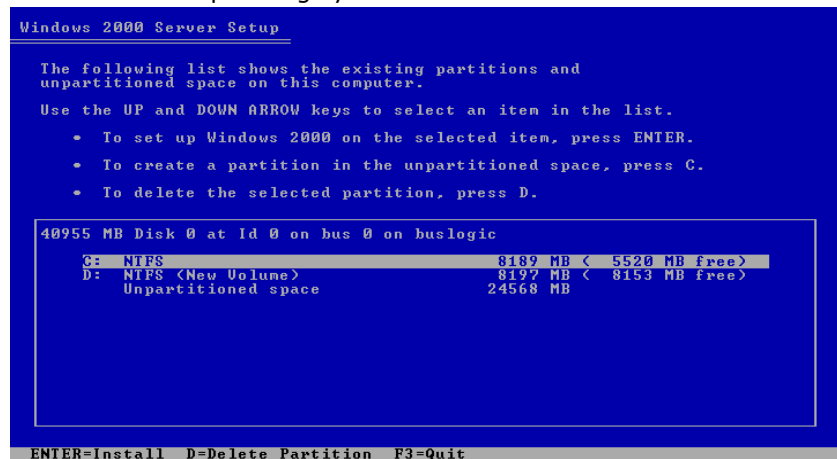 Windows 2000 Server Setup
The following list shows the existing partitions and
unpartitioned space on this computer.
Use the UP and DOWN ARROW keys to select an item in the list.
• To set up Windows 2000 on the selected item, press ENTER.
• To create a partition in the unpartitioned space, press C.
• To delete the selected partition, press D.
40955 MB Disk 0 at Id 0 on bus 0 on buslogic
C: NTFS 8189 MB ( 5520 MB free)
D: NTFS (New Volume) 8197 MB ( 8153 MB free)
Unpartitioned space 24568 MB
ENTER=Install D=Delete Partition F3=Quit